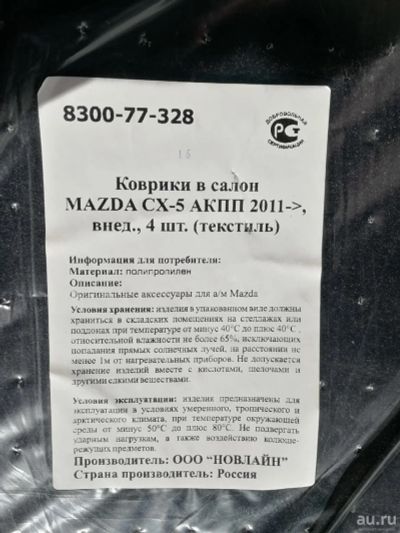 8300-77-328
ДОБРОВОЛЬНАЯ
РСТ
СЕРТИФИКАЦИЯ
15
Коврики в салон
MAZDA CX-5 АКПП 2011->,
внед., 4 шт. (текстиль)
Информация для потребителя:
Материал: полипропилен
Описание:
Оригинальные аксессуары для а/м Mazda
Условия хранения: изделия в упакованном виде должны
храниться в складских помещениях на стеллажах или
поддонах при температуре от минус 40°С до плюс 40°С ,
относительной влажности не более 65%, исключающих
попадания прямых солнечных лучей, на расстоянии не
менее 1м от нагревательных приборов. Не допускается
хранение изделий вместе с кислотами, щелочами и
другими едкими веществами.
Условия эксплуатации: изделия предназначены для
эксплуатации в условиях умеренного, тропического и
арктического климата, при температуре окружающей
среды от минус 50°С до плюс 80°С. Не подвергать
ударным нагрузкам, а также воздействию колюще-
режущих предметов.
Производитель: ООО "НОВЛАЙН"
Страна производитель: Россия
au.ru